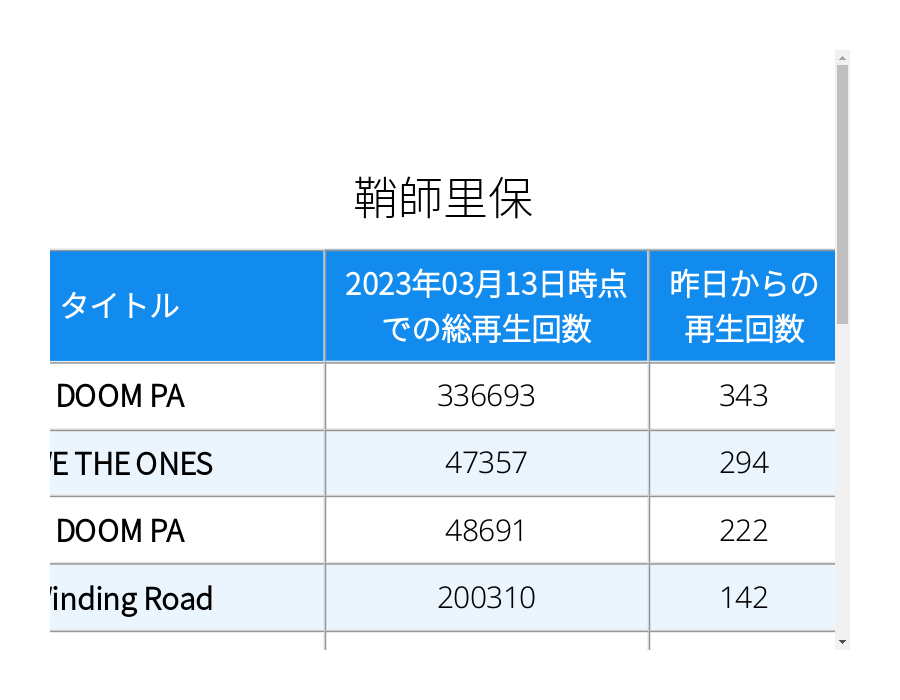 鞘師里保
タイトル
2023年03月13日時点
での総再生回数
昨日からの
再生回数
DOOM PA 336693 343
THE ONES 47357 294
DOOM PA 48691 222
Road 200310 142